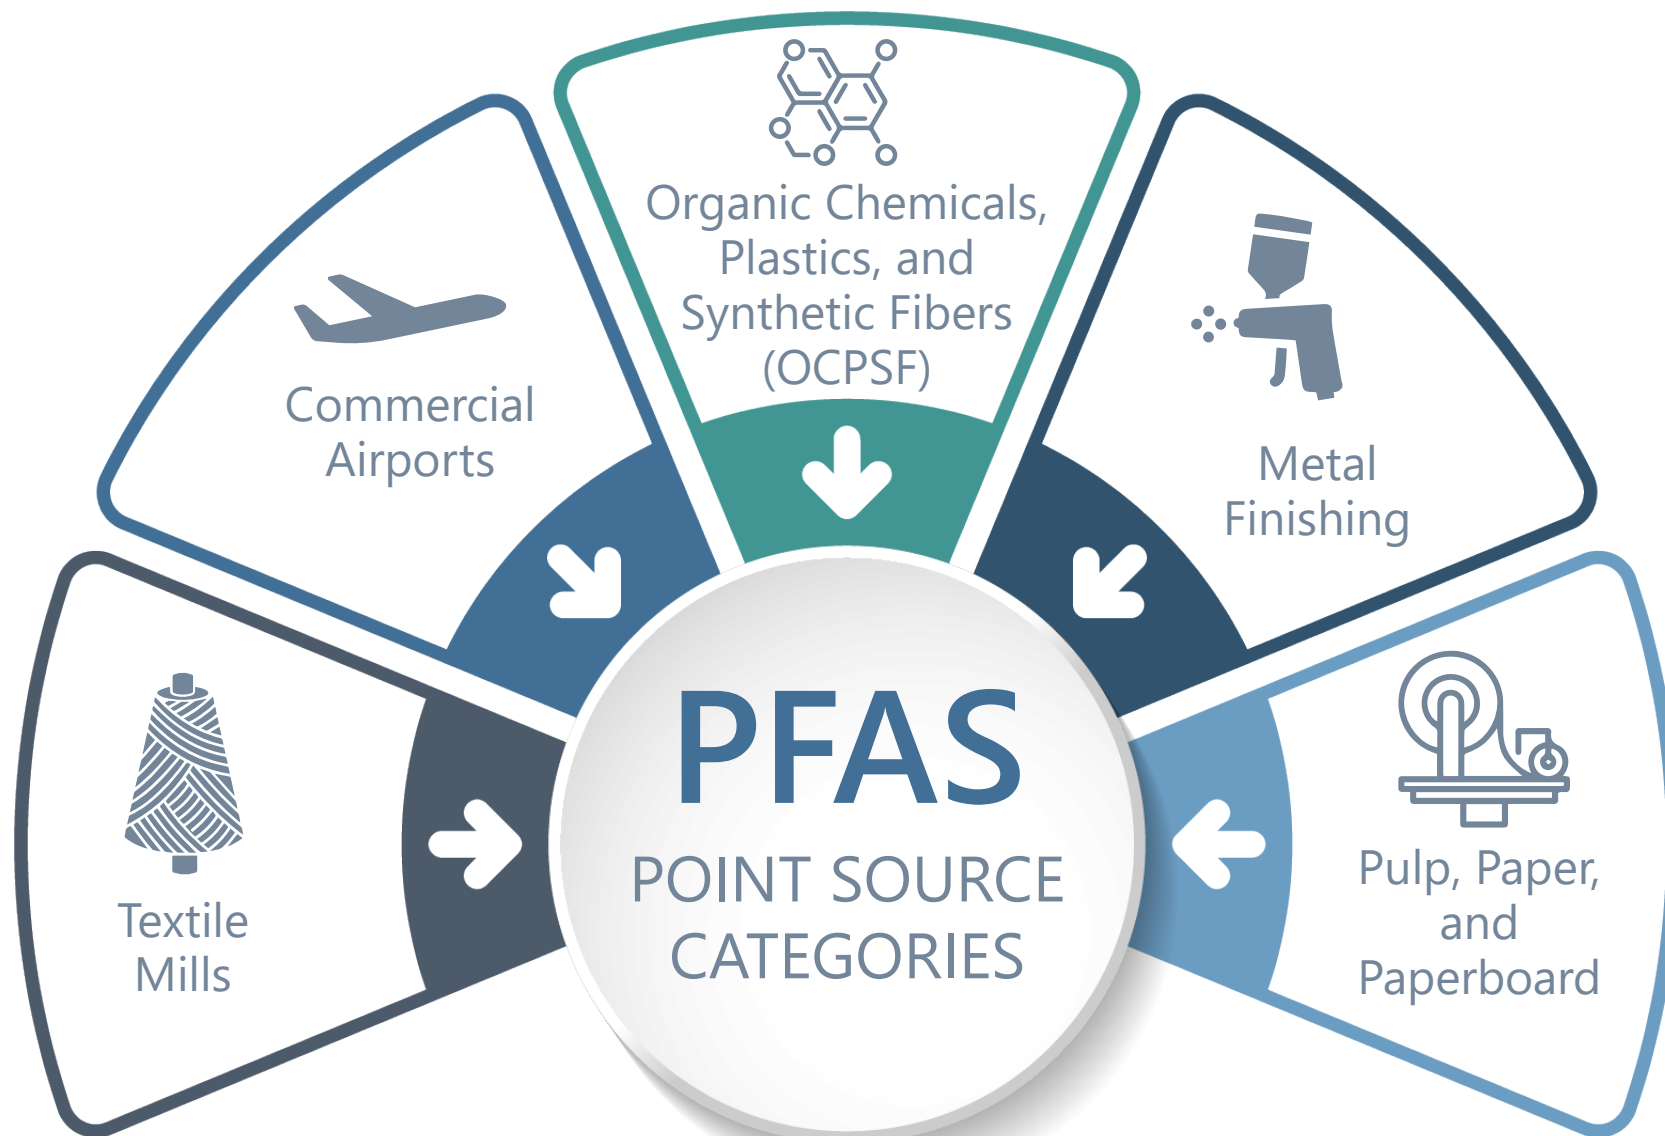 Organic Chemicals,
Plastics, and
Synthetic Fibers
(OCPSF)
Commercial
Airports
Metal
Finishing
Textile
Mills
PFAS
POINT SOURCE
CATEGORIES
Pulp, Paper,
and
Paperboard